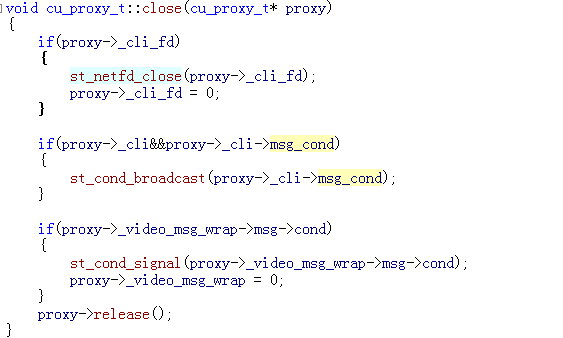 void cu_proxy_t::close(cu_proxy_t* proxy)
{
if(proxy->_cli_fd)
{
st_netfd_close(proxy->_cli_fd);
proxy->_cli_fd = 0;
}
if(proxy->_cli&&proxy->_cli->msg_cond)
{
st_cond_broadcast(proxy->_cli->msg_cond);
}
if(proxy->_video_msg_wrap->msg->cond)
{
st_cond_signal(proxy->_video_msg_wrap->msg->cond);
proxy->_video_msg_wrap = 0;
}
proxy->release();
}